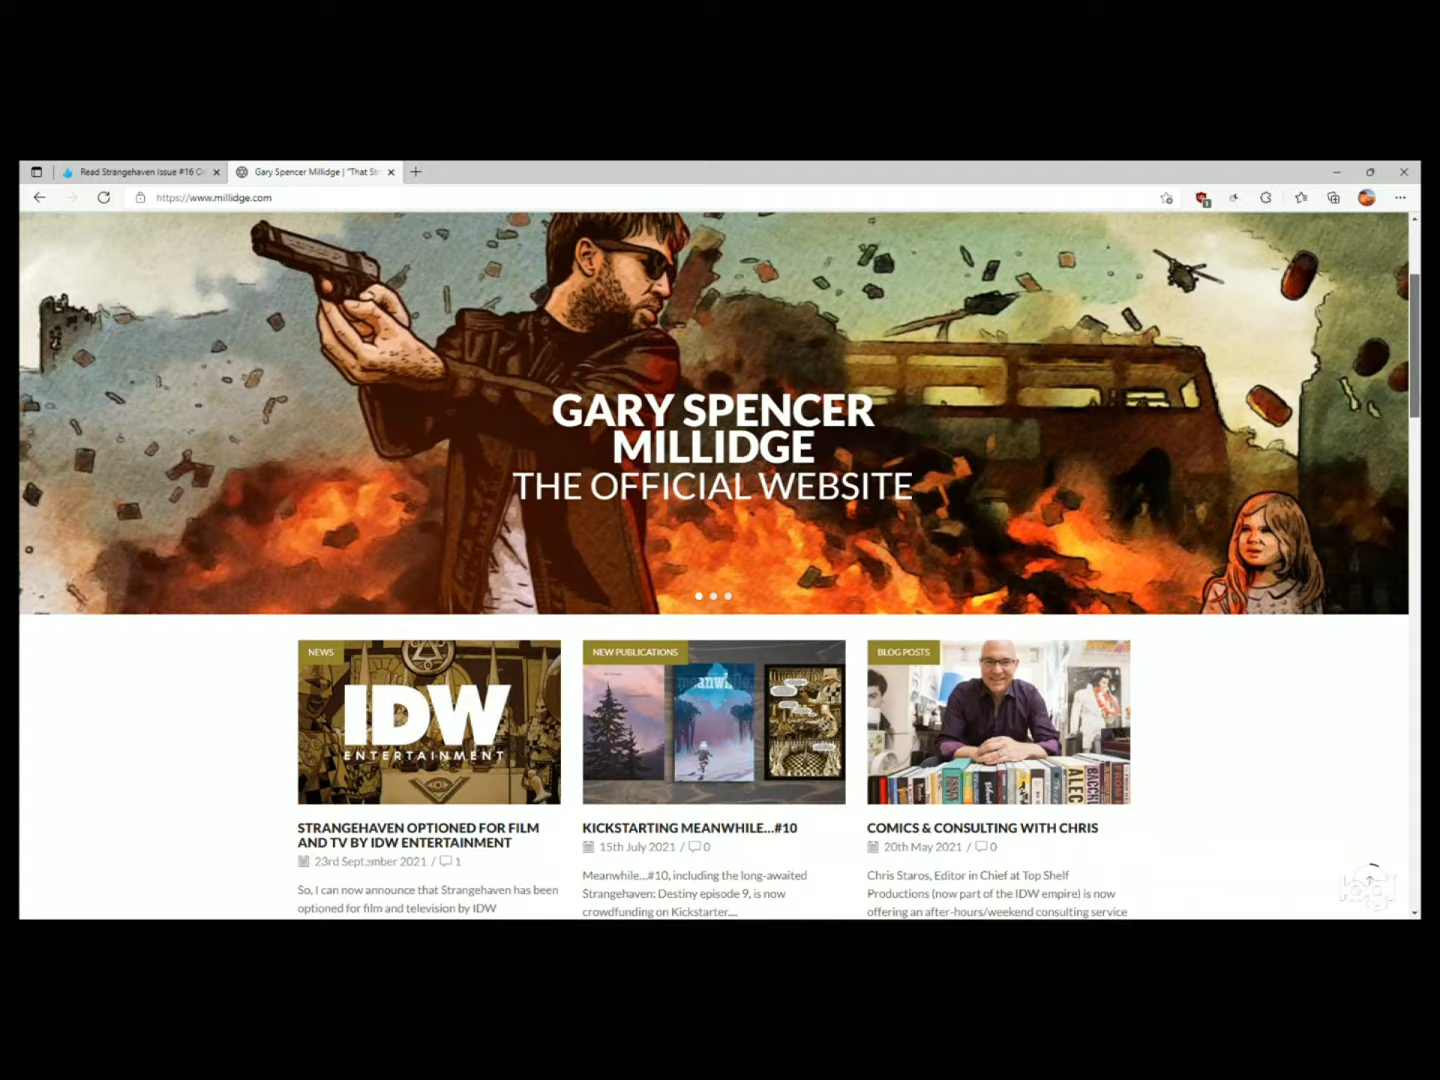 Read Strangehaven Issue #16 O
Gary Spencer Millidge | "That St
https://www.millidge.com
GARY SPENCER
MILLIDGE
THE OFFICIAL WEBSITE
NEWS
NEW PUBLICATIONS
BLOG POSTS
IDW
ENTERTAINMENT
meanwhile
ALEC
STRANGEHAVEN OPTIONED FOR FILM
AND TV BY IDW ENTERTAINMENT
23rd September 2021 / 1
So, I can now announce that Strangehaven has been
optioned for film and television by IDW
KICKSTARTING MEANWHILE...#10
15th July 2021 / 0
Meanwhile...#10, including the long-awaited
Strangehaven: Destiny episode 9, is now
crowdfunding on Kickstarter....
COMICS & CONSULTING WITH CHRIS
20th May 2021 / 0
Chris Staros, Editor in Chief at Top Shelf
Productions (now part of the IDW empire) is now
offering an after-hours/weekend consulting service